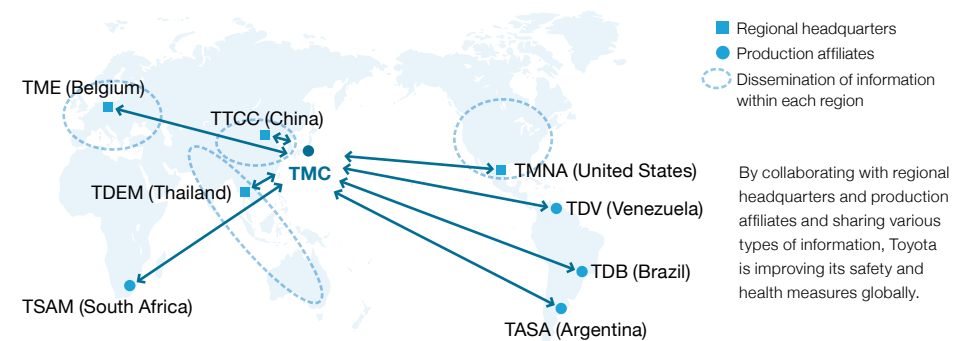 Regional headquarters
Production affiliates
Dissemination of information
within each region
TME (Belgium)
TTCC (China)
TMC
TDEM (Thailand)
TSAM (South Africa)
TMNA (United States)
TDV (Venezuela)
TDB (Brazil)
TASA (Argentina)
By collaborating with regional
headquarters and production
affiliates and sharing various
types of information, Toyota
is improving its safety and
health measures globally.